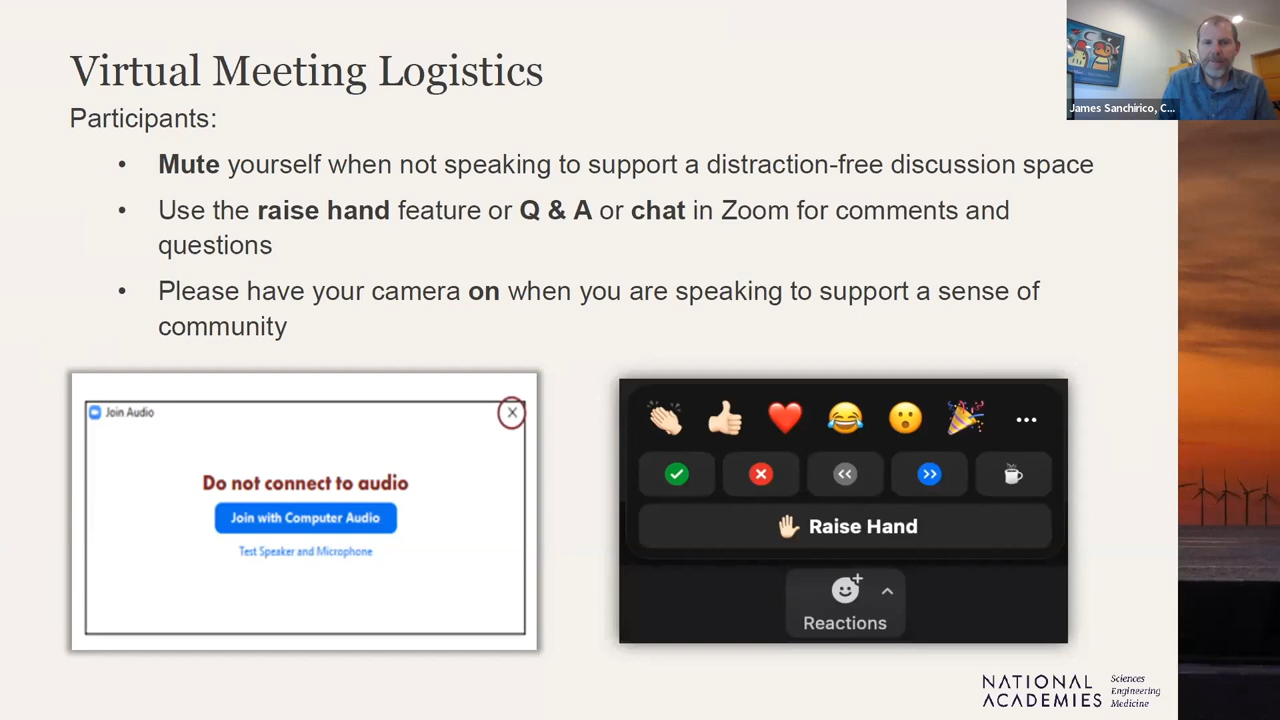 Virtual Meeting Logistics
Participants:
• Mute yourself when not speaking to support a distraction-free discussion space
• Use the raise hand feature or Q & A or chat in Zoom for comments and
questions
• Please have your camera on when you are speaking to support a sense of
community
James Sanchirico, C...
Join Audio
Do not connect to audio
Join with Computer Audio
Test Speaker and Microphone
Raise Hand
Reactions
NATIONAL
ACADEMIES
Sciences
Engineering
Medicine